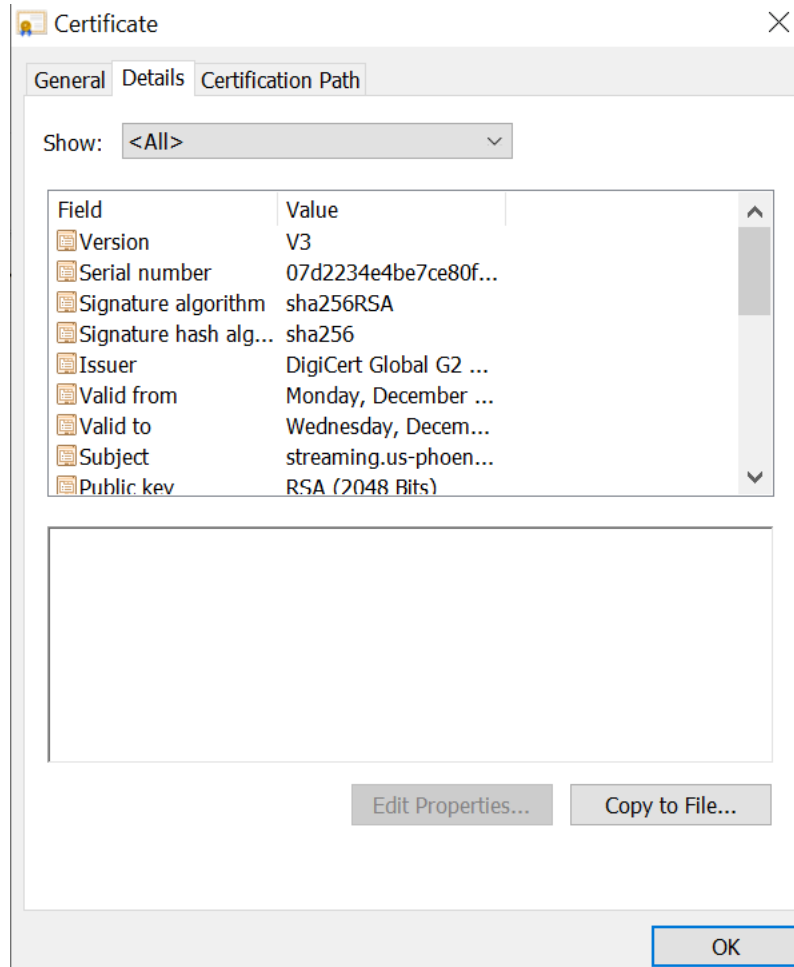 Certificate
General Details Certification Path
Show: <All>
Field Value
Version V3
Serial number 07d2234e4be7ce80f...
Signature algorithm sha256RSA
Signature hash alg... sha256
Issuer DigiCert Global G2 ...
Valid from Monday, December ...
Valid to Wednesday, Decem...
Subject streaming.us-phoen...
Public key RSA (2048 Bits)
Edit Properties... Copy to File...
OK